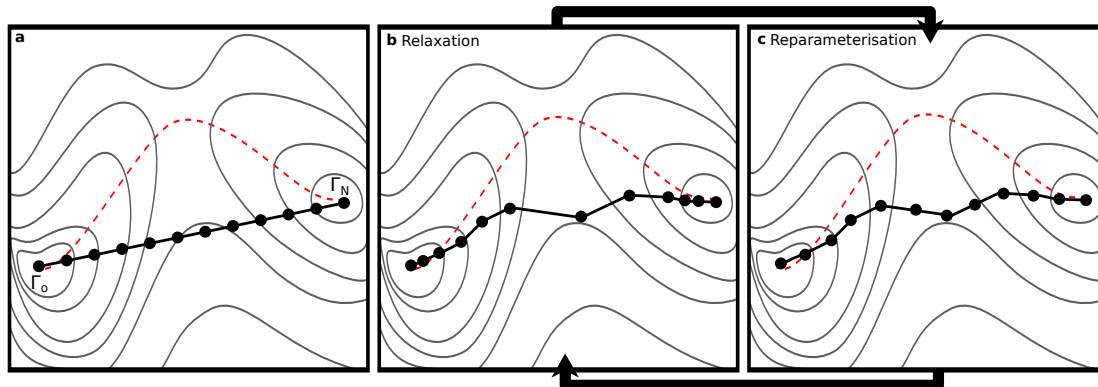 a
b Relaxation
c Reparameterisation
ΓN
Γo